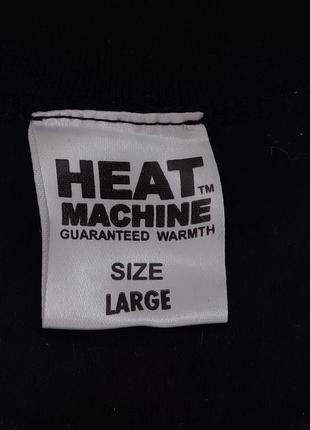 HEAT™
MACHINE
GUARANTEED WARMTH
SIZE
LARGE